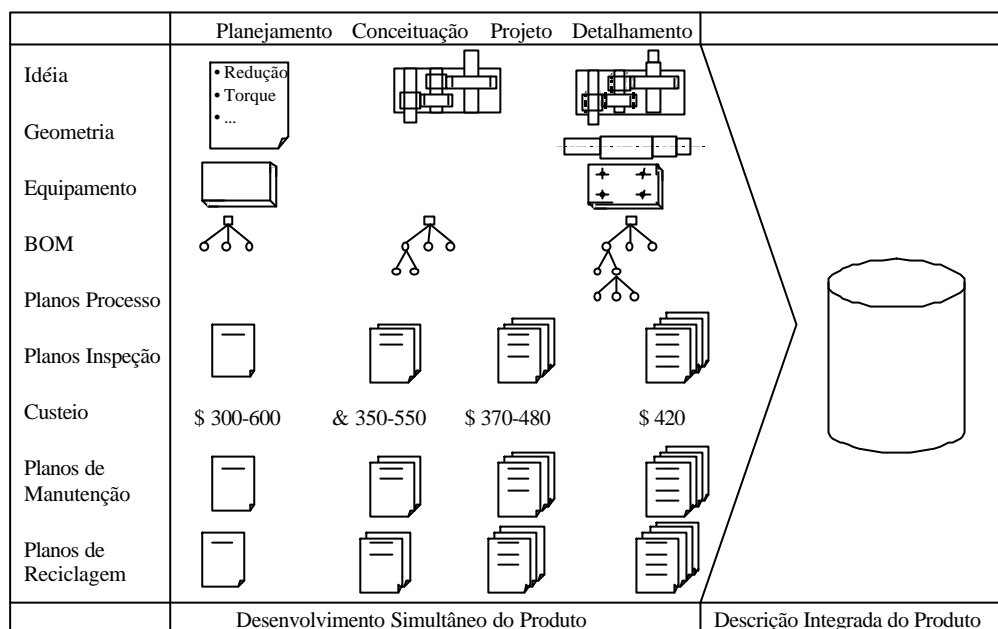 Planejamento Conceituação Projeto Detalhamento
Idéia
• Redução
• Torque
• ...
Geometria
Equipamento
BOM
Planos Processo
Planos Inspeção
Custeio
$ 300-600 & 350-550 $ 370-480 $ 420
Planos de
Manutenção
Planos de
Reciclagem
Desenvolvimento Simultâneo do Produto
Descrição Integrada do Produto